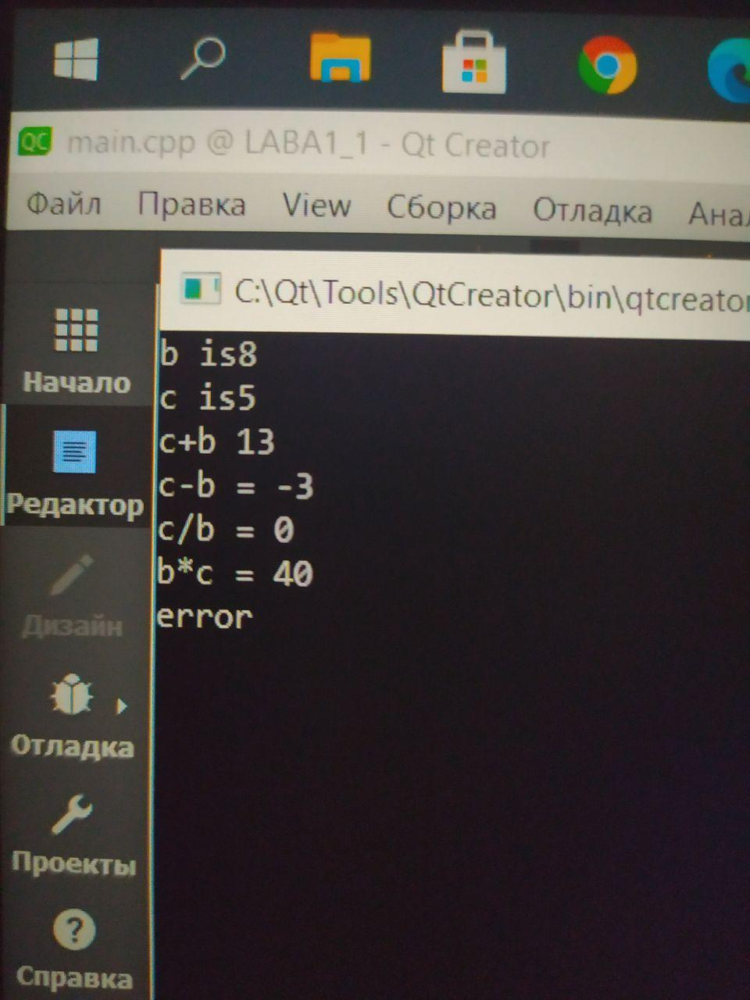 QC main.cpp @ LABA1_1 - Qt Creator
Файл Правка View Сборка Отладка
C:\Qt\Tools\QtCreator\bin\qtcreator
b is8
c is5
c+b 13
c-b = -3
c/b = 0
b*c = 40
error
Начало
Редактор
Дизайн
Отладка
Проекты
Справка